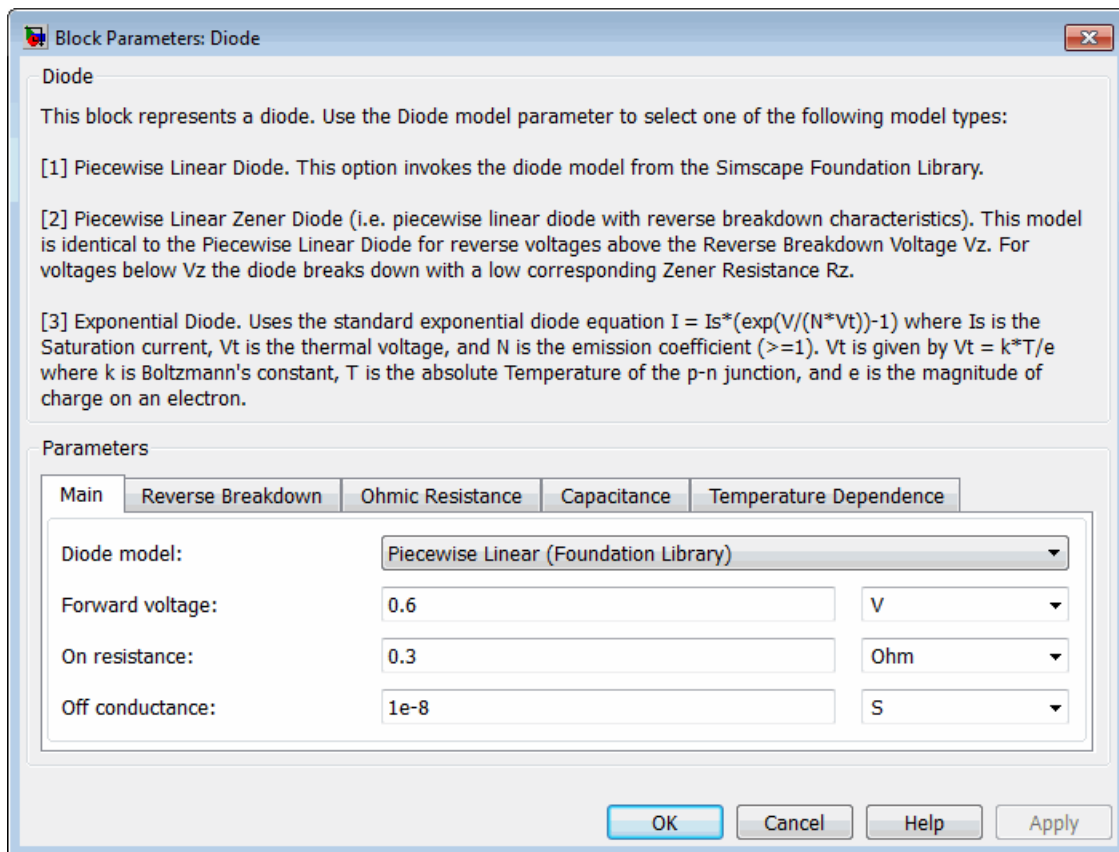 Block Parameters: Diode
Diode
This block represents a diode. Use the Diode model parameter to select one of the following model types:
[1] Piecewise Linear Diode. This option invokes the diode model from the Simscape Foundation Library.
[2] Piecewise Linear Zener Diode (i.e. piecewise linear diode with reverse breakdown characteristics). This model
is identical to the Piecewise Linear Diode for reverse voltages above the Reverse Breakdown Voltage Vz. For
voltages below Vz the diode breaks down with a low corresponding Zener Resistance Rz.
[3] Exponential Diode. Uses the standard exponential diode equation I = Is*(exp(V/(N*Vt))-1) where Is is the
Saturation current, Vt is the thermal voltage, and N is the emission coefficient (>=1). Vt is given by Vt = k*T/e
where k is Boltzmann's constant, T is the absolute Temperature of the p-n junction, and e is the magnitude of
charge on an electron.
Parameters
Main Reverse Breakdown Ohmic Resistance Capacitance Temperature Dependence
Diode model: Piecewise Linear (Foundation Library)
Forward voltage: 0.6 V
On resistance: 0.3 Ohm
Off conductance: 1e-8 S
OK Cancel Help Apply